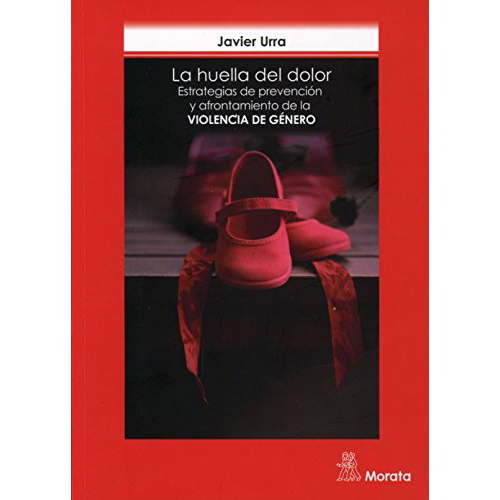 Javier Urra
La huella del dolor
Estrategias de prevención
y afrontamiento de la
VIOLENCIA DE GÉNERO
Morata